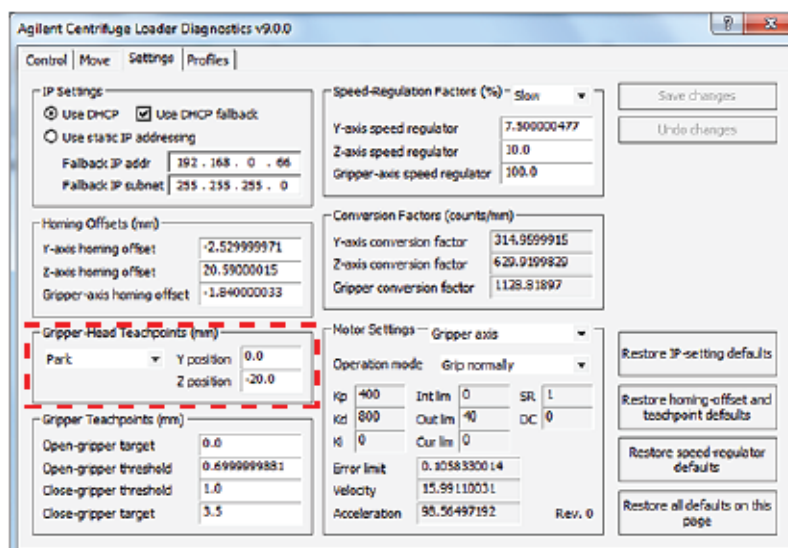 Agilent Centrifuge Loader Diagnostics v9.0.0
Control Move Settings Profiles
IP Settings
Use DHCP Use DHCP fallback
Use static IP addressing
Fallback IP addr 192 . 168 . 0 . 66
Fallback IP subnet 255 . 255 . 255 . 0
Homing Offsets (mm)
Y-axis homing offset -2.529999971
Z-axis homing offset 20.59000015
Gripper-axis homing offset -1.840000033
Gripper-Head Teachpoints (mm)
Park Y position 0.0
Z position -20.0
Gripper Teachpoints (mm)
Open-gripper target 0.0
Open-gripper threshold 0.6999999881
Close-gripper threshold 1.0
Close-gripper target 3.5
Speed-Regulation Factors (%) Slow
Y-axis speed regulator 7.500000477
Z-axis speed regulator 10.0
Gripper-axis speed regulator 100.0
Conversion Factors (counts/mm)
Y-axis conversion factor 314.9599915
Z-axis conversion factor 629.9199829
Gripper conversion factor 1128.81897
Motor Settings Gripper axis
Operation mode Grip normally
Kp 400 Int lim 0 SR 1
Kd 800 Out lim 40 DC 0
Ki 0 Cur lim 0
Error limit 0.1058330014
Velocity 15.99110031
Acceleration 98.56497192 Rev. 0
Save changes
Undo changes
Restore IP-setting defaults
Restore homing-offset and
teachpoint defaults
Restore speed-regulator
defaults
Restore all defaults on this
page